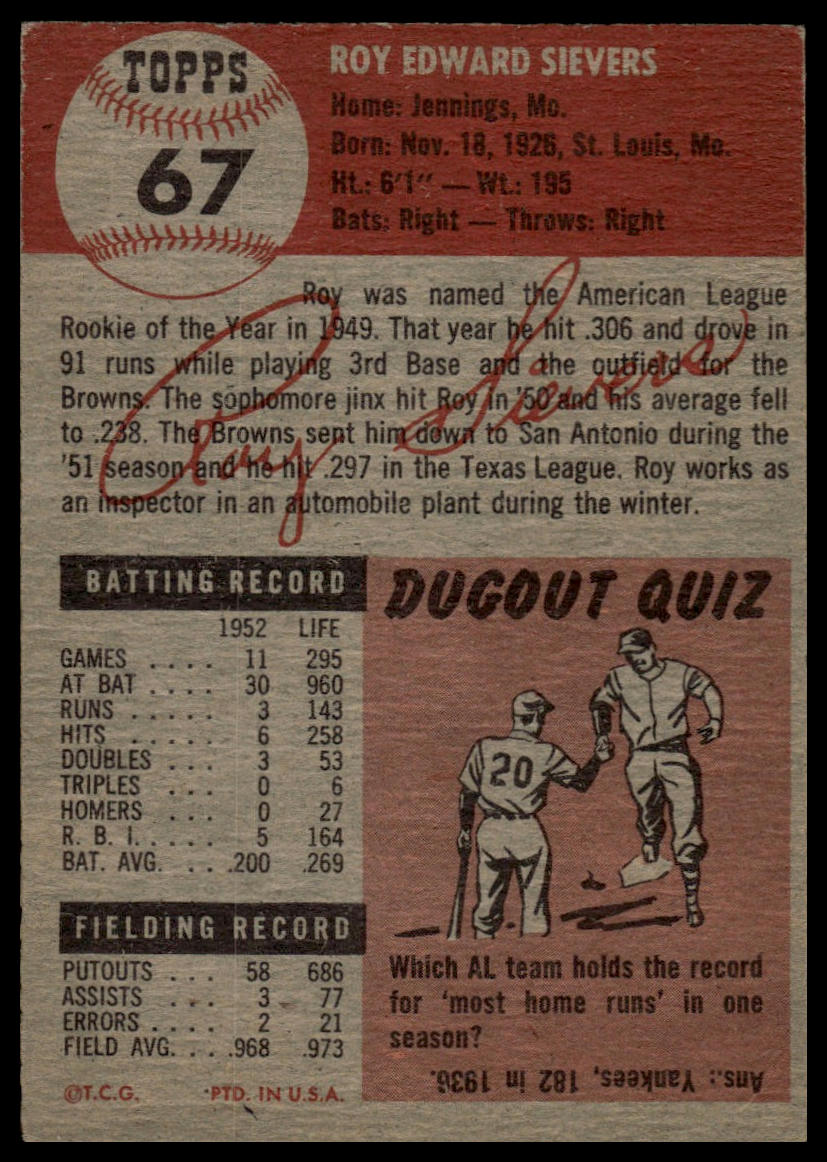 TOPPS
67
ROY EDWARD SIEVERS
Home: Jennings, Mo.
Born: Nov. 18, 1926, St. Louis, Mo.
Ht.: 6'1" — Wt.: 195
Bats: Right — Throws: Right
Roy was named the American League
Rookie of the Year in 1949. That year he hit .306 and drove in
91 runs while playing 3rd Base and the outfield for the
Browns. The sophomore jinx hit Roy in '50 and his average fell
to .238. The Browns sent him down to San Antonio during the
'51 season and he hit .297 in the Texas League. Roy works as
an inspector in an automobile plant during the winter.
Roy Sievers
BATTING RECORD
1952 LIFE
GAMES . . . . 11 295
AT BAT . . . . 30 960
RUNS . . . . . 3 143
HITS . . . . . 6 258
DOUBLES . . . 3 53
TRIPLES . . . 0 6
HOMERS . . . 0 27
R. B. I. . . . . 5 164
BAT. AVG. . . .200 .269
FIELDING RECORD
PUTOUTS . . . 58 686
ASSISTS . . . 3 77
ERRORS . . . . 2 21
FIELD AVG. . . .968 .973
©T.C.G. PTD. IN U.S.A.
DUGOUT QUIZ
20
Which AL team holds the record
for 'most home runs' in one
season?
Ans.: Yankees, 182 in 1936.